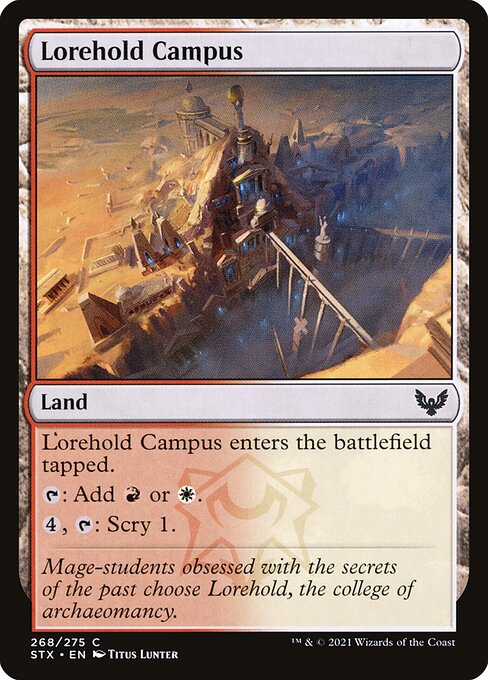 Lorehold Campus
Land
Lorehold Campus enters the battlefield
tapped.
: Add or .
4, : Scry 1.
Mage-students obsessed with the secrets
of the past choose Lorehold, the college of
archaeomancy.
268/275 C
STX • EN Titus Lunter
™ & © 2021 Wizards of the Coast